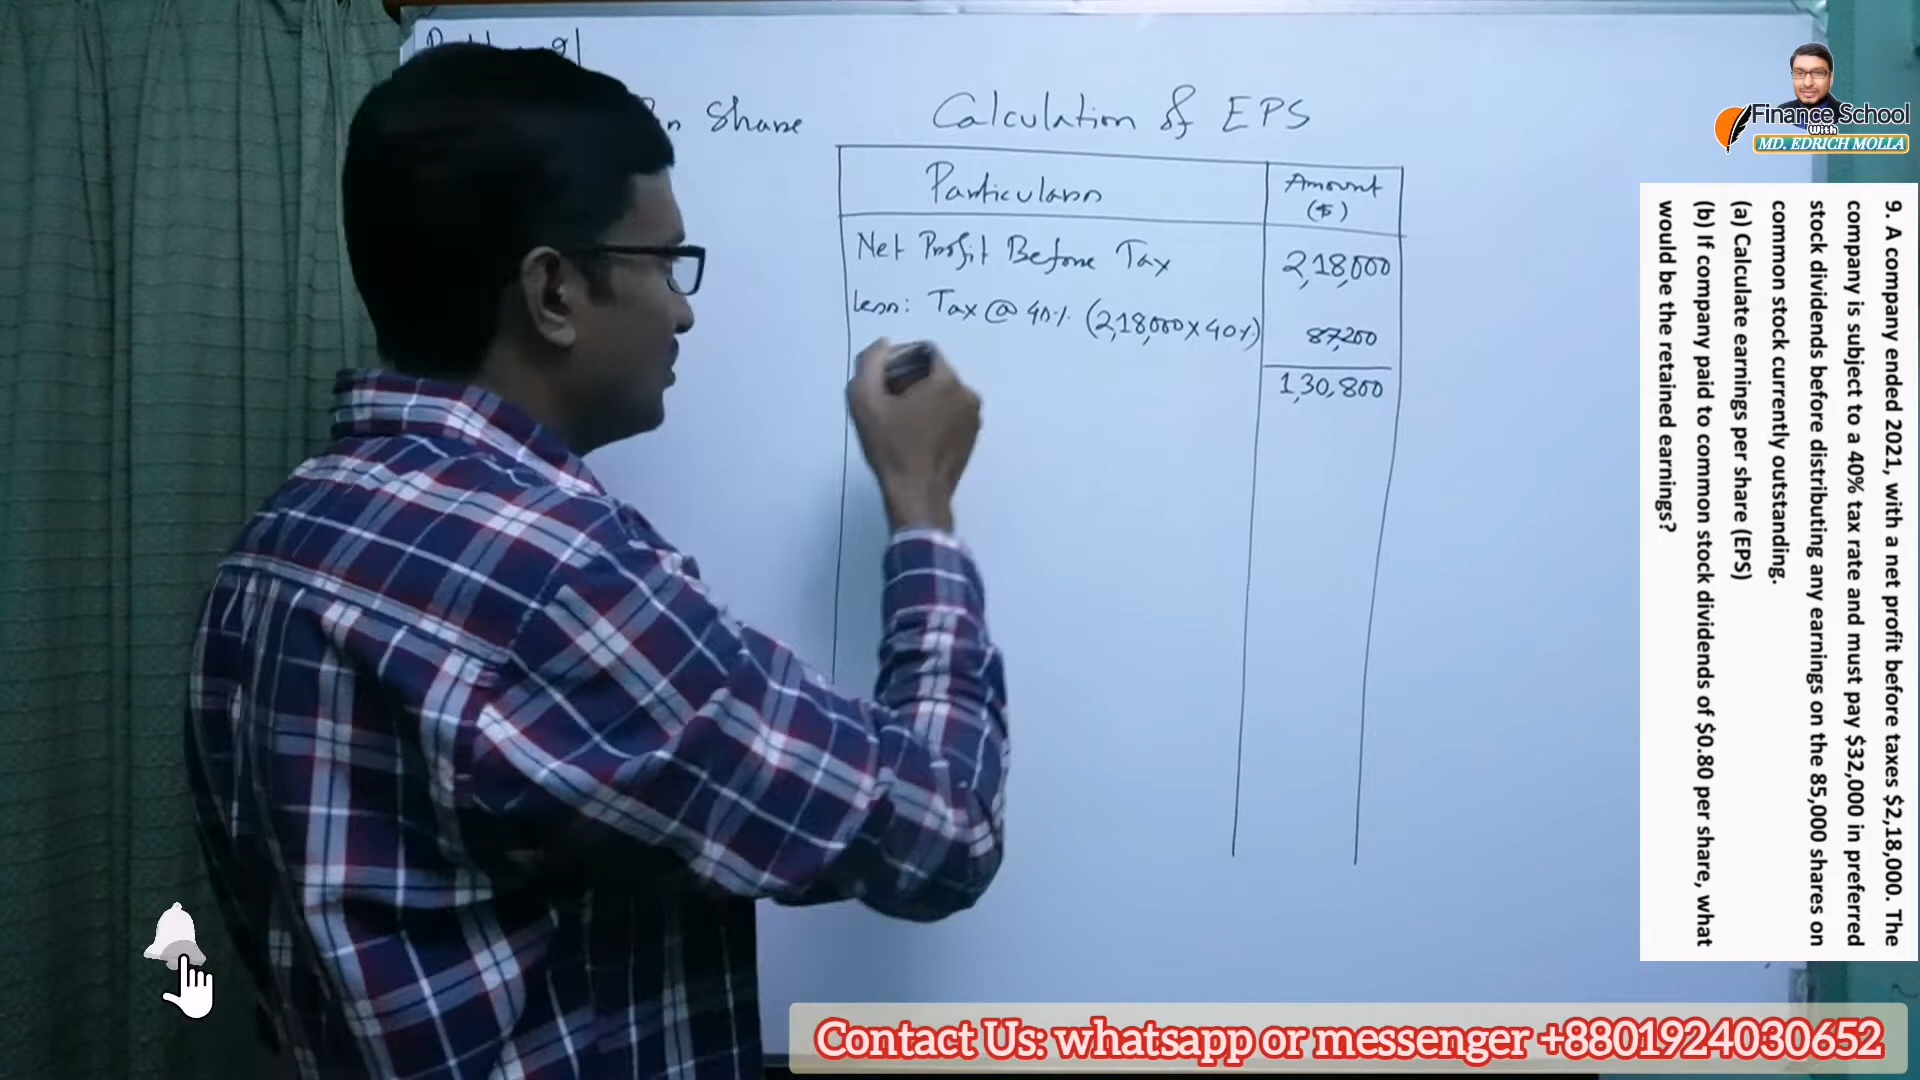 Share
Calculation of EPS
Particulars
Amount
($)
Net Profit Before Tax
2,18,000
Less: Tax @ 40% (2,18,000 x 40%)
87,200
1,30,800
Finance School
With
MD. EDRICH MOLLA
9. A company ended 2021, with a net profit before taxes $2,18,000. The
company is subject to a 40% tax rate and must pay $32,000 in preferred
stock dividends before distributing any earnings on the 85,000 shares on
common stock currently outstanding.
(a) Calculate earnings per share (EPS)
(b) If company paid to common stock dividends of $0.80 per share, what
would be the retained earnings?
Contact Us: whatsapp or messenger +8801924030652